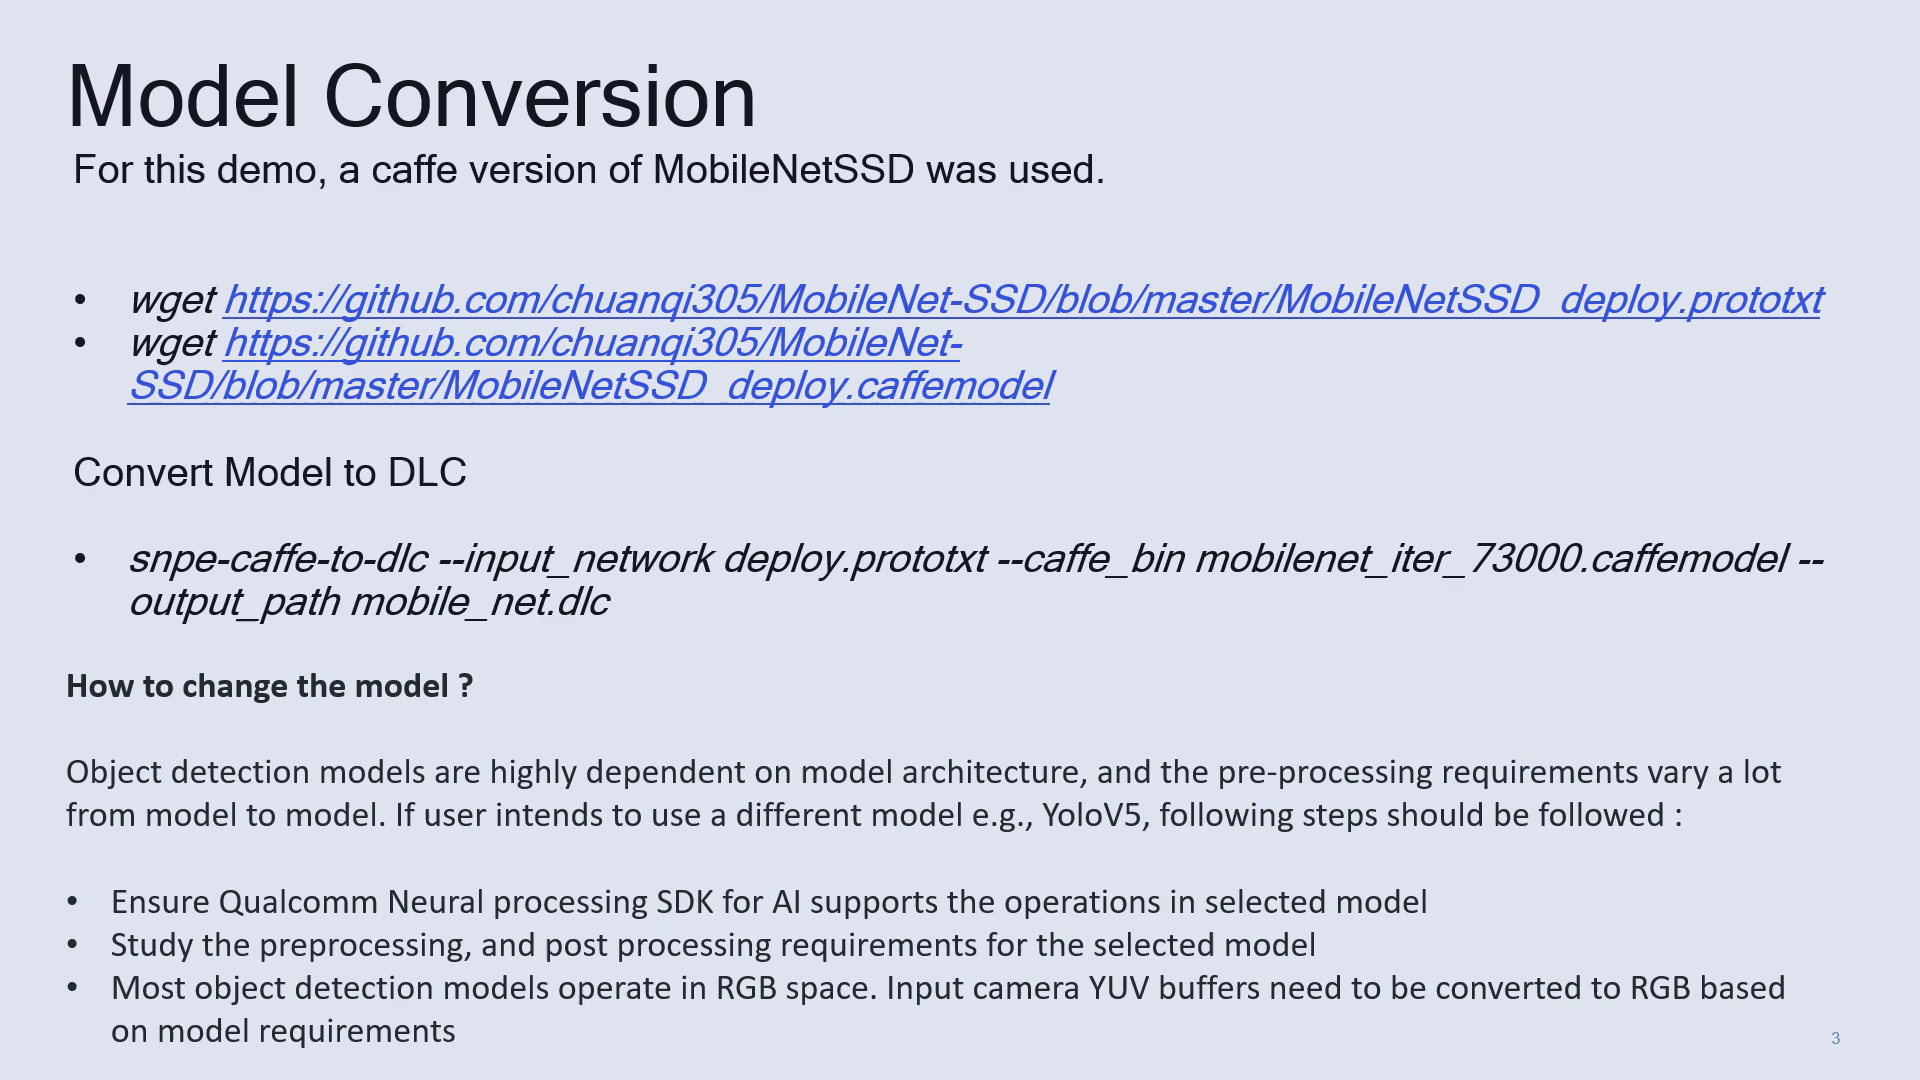 Model Conversion
For this demo, a caffe version of MobileNetSSD was used.
• wget https://github.com/chuanqi305/MobileNet-SSD/blob/master/MobileNetSSD_deploy.prototxt
• wget https://github.com/chuanqi305/MobileNet-
SSD/blob/master/MobileNetSSD_deploy.caffemodel
Convert Model to DLC
• snpe-caffe-to-dlc --input_network deploy.prototxt --caffe_bin mobilenet_iter_73000.caffemodel --
output_path mobile_net.dlc
How to change the model ?
Object detection models are highly dependent on model architecture, and the pre-processing requirements vary a lot
from model to model. If user intends to use a different model e.g., YoloV5, following steps should be followed :
• Ensure Qualcomm Neural processing SDK for AI supports the operations in selected model
• Study the preprocessing, and post processing requirements for the selected model
• Most object detection models operate in RGB space. Input camera YUV buffers need to be converted to RGB based
on model requirements
3